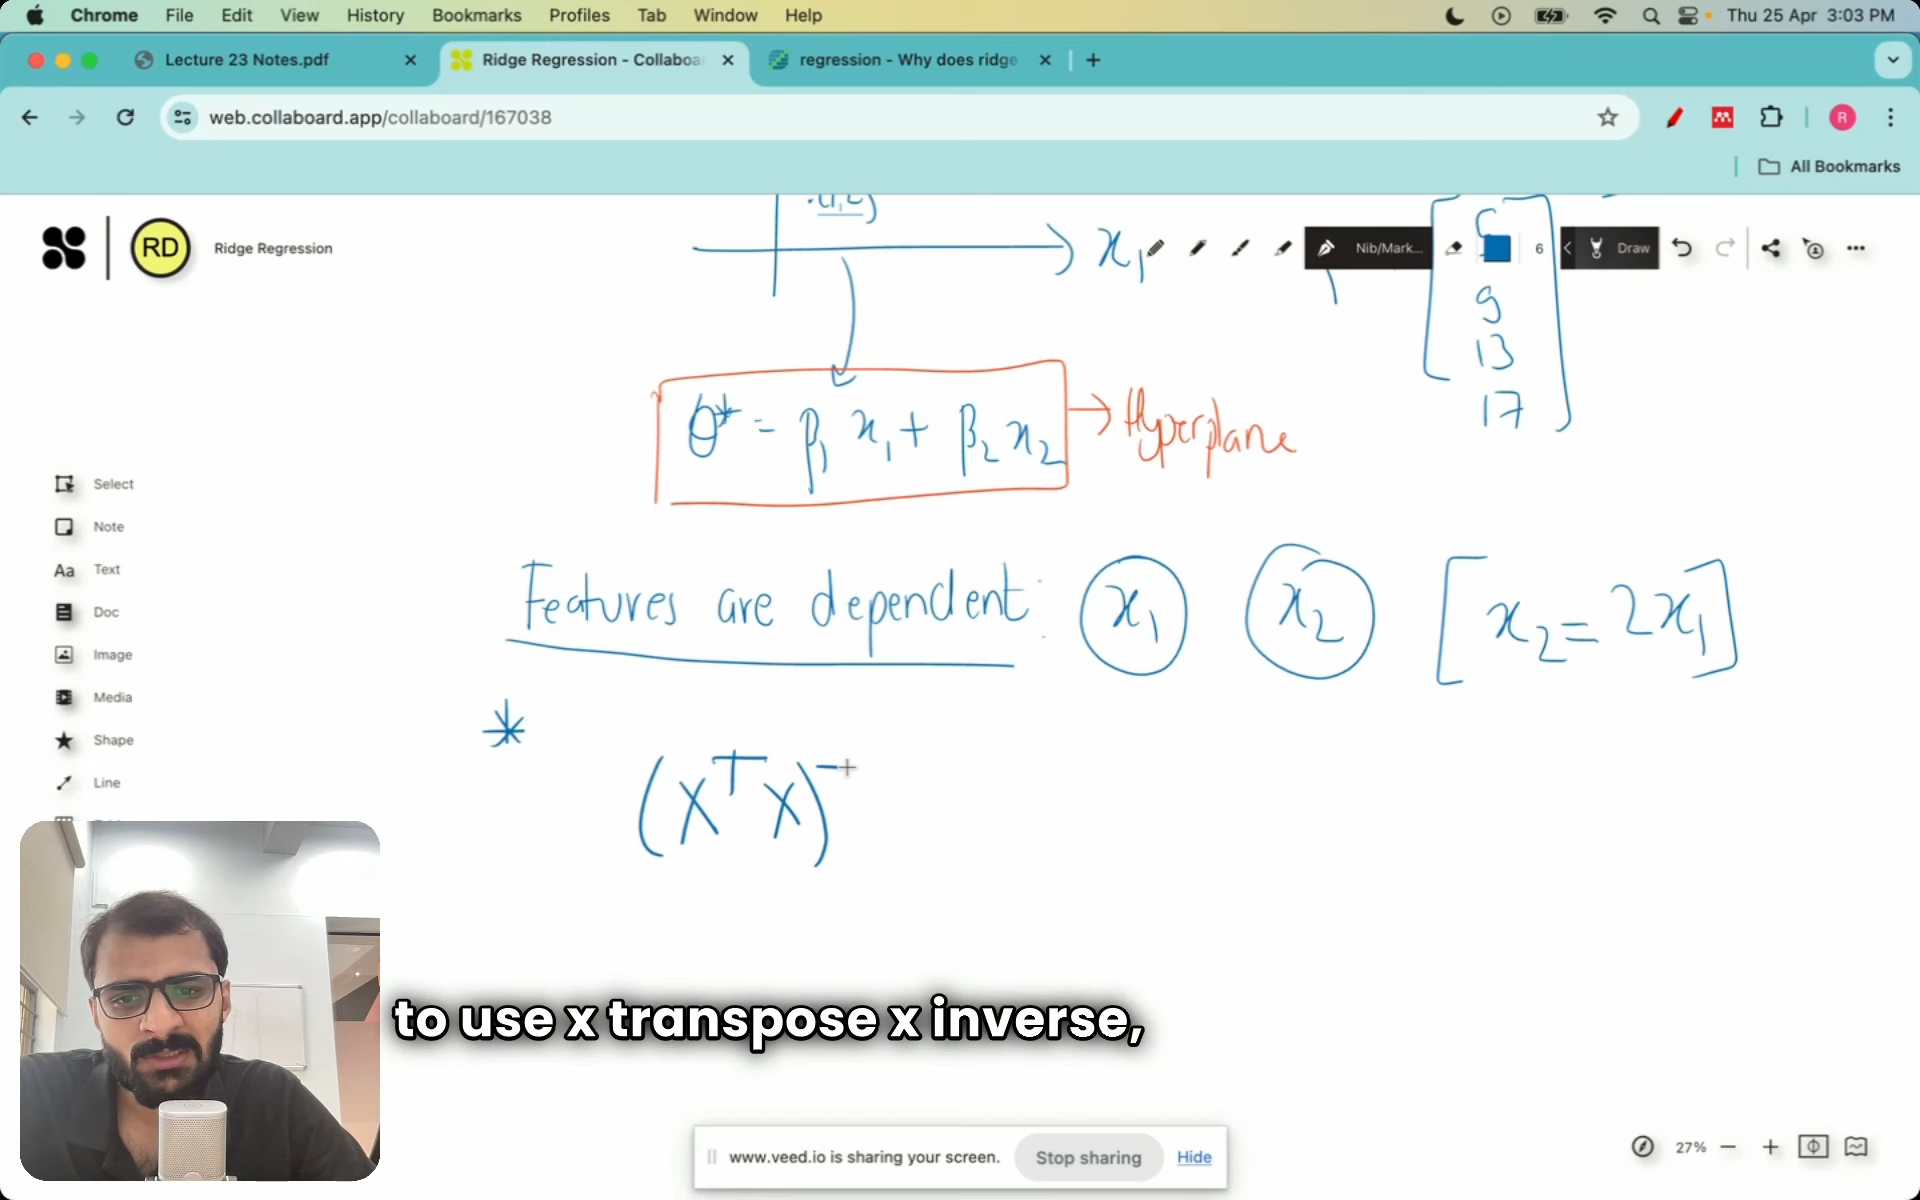 Chrome File Edit View History Bookmarks Profiles Tab Window Help Thu 25 Apr 3:03 PM
Lecture 23 Notes.pdf Ridge Regression - Collaboa regression - Why does ridge
web.collaboard.app/collaboard/167038 R
All Bookmarks
RD Ridge Regression x₁ Nib/Mark... 6 Draw
9
13
17
θ* = β₁ x₁ + β₂ x₂ → Hyperplane
Select
Note
Text
Doc
Image
Media
Shape
Line
Features are dependent : x₁ x₂ [x₂ = 2x₁]
*
(XᵀX)⁻
to use x transpose x inverse,
www.veed.io is sharing your screen. Stop sharing Hide
27%